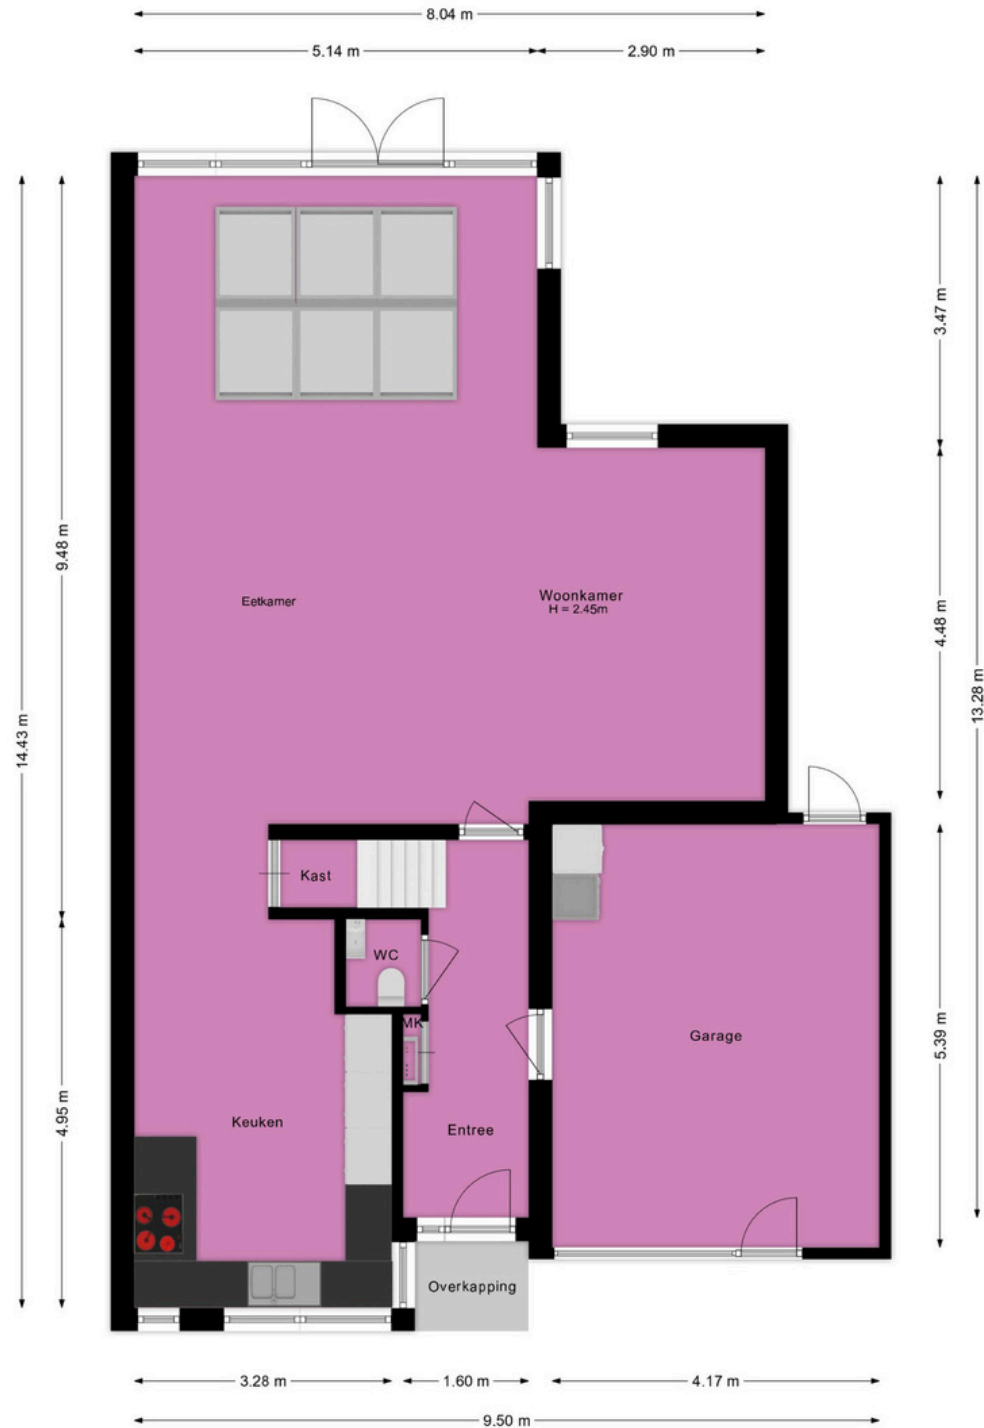 8.04 m
5.14 m
2.90 m
3.47 m
9.48 m
Eetkamer
Woonkamer
H = 2.45m
4.48 m
13.28 m
14.43 m
Kast
WC
MK
Garage
5.39 m
4.95 m
Keuken
Entree
Overkapping
3.28 m
1.60 m
4.17 m
9.50 m